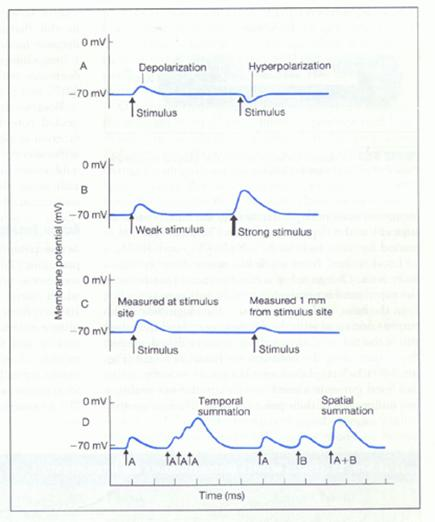 Membrane potential (mV)
0 mV
A
−70 mV
Depolarization
Hyperpolarization
Stimulus
Stimulus
0 mV
B
−70 mV
Weak stimulus
Strong stimulus
0 mV
C
−70 mV
Measured at stimulus
site
Measured 1 mm
from stimulus site
Stimulus
Stimulus
0 mV
D
−70 mV
Temporal
summation
Spatial
summation
A
A
A
A
A
B
A+B
Time (ms)